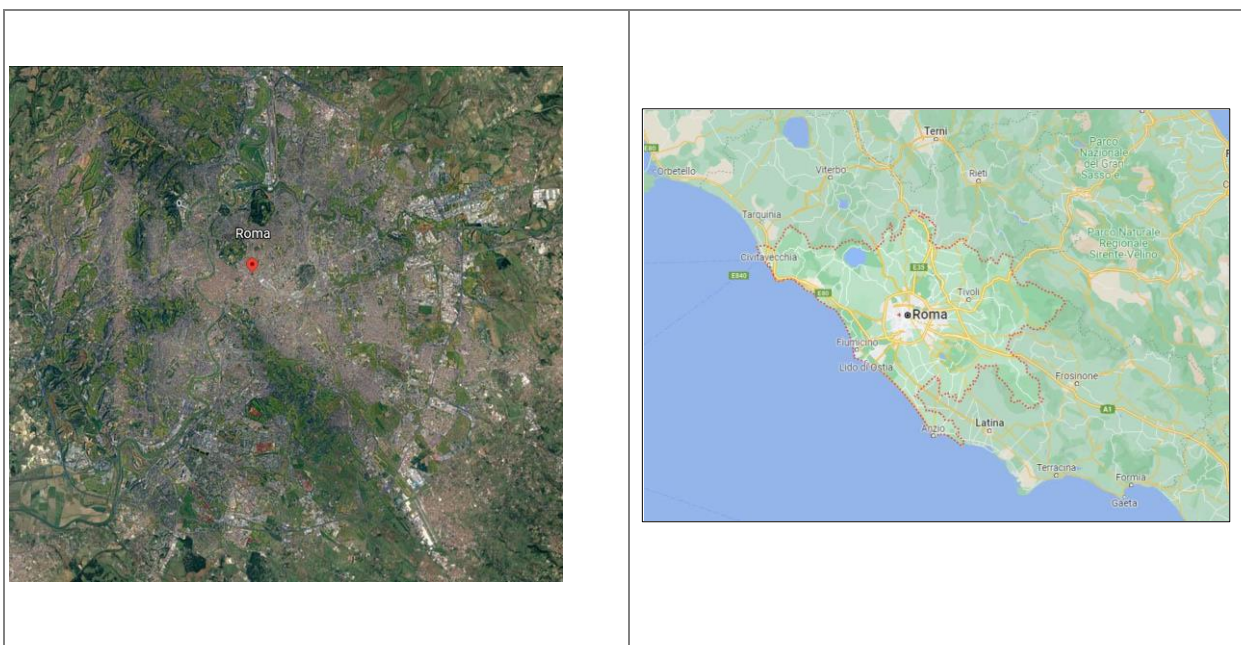 Roma
Terni
E80
Orbetello
Viterbo
Rieti
Parco
Nazionale
del Gran
Sasso e
Tarquinia
Parco Naturale
Regionale
Sirente-Velino
Civitavecchia
E840
E35
E80
Tivoli
Roma
Fiumicino
Lido di Ostia
Frosinone
A1
Anzio
Latina
Terracina
Formia
Gaeta